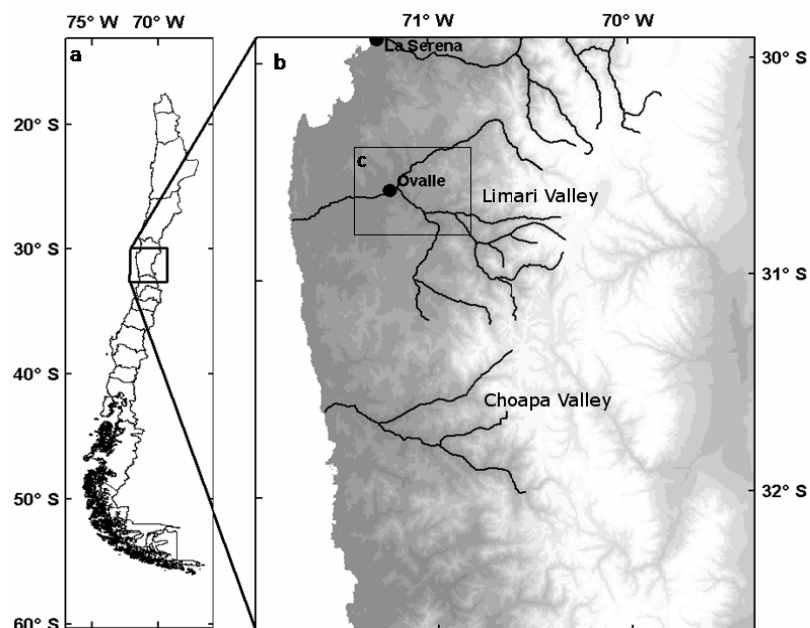 75° W 70° W
71° W
70° W
a
b
La Serena
30° S
20° S
c
Ovalle
Limari Valley
30° S
31° S
40° S
Choapa Valley
50° S
32° S
60° S